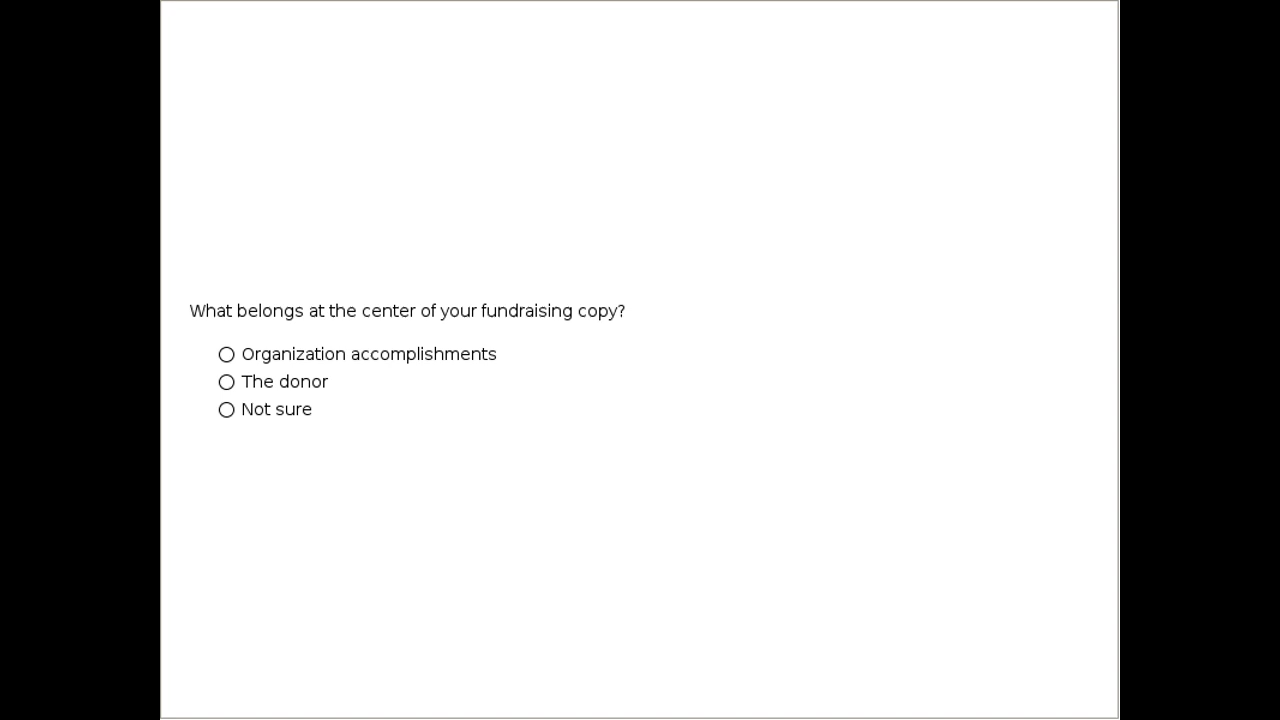 What belongs at the center of your fundraising copy?
Organization accomplishments
The donor
Not sure